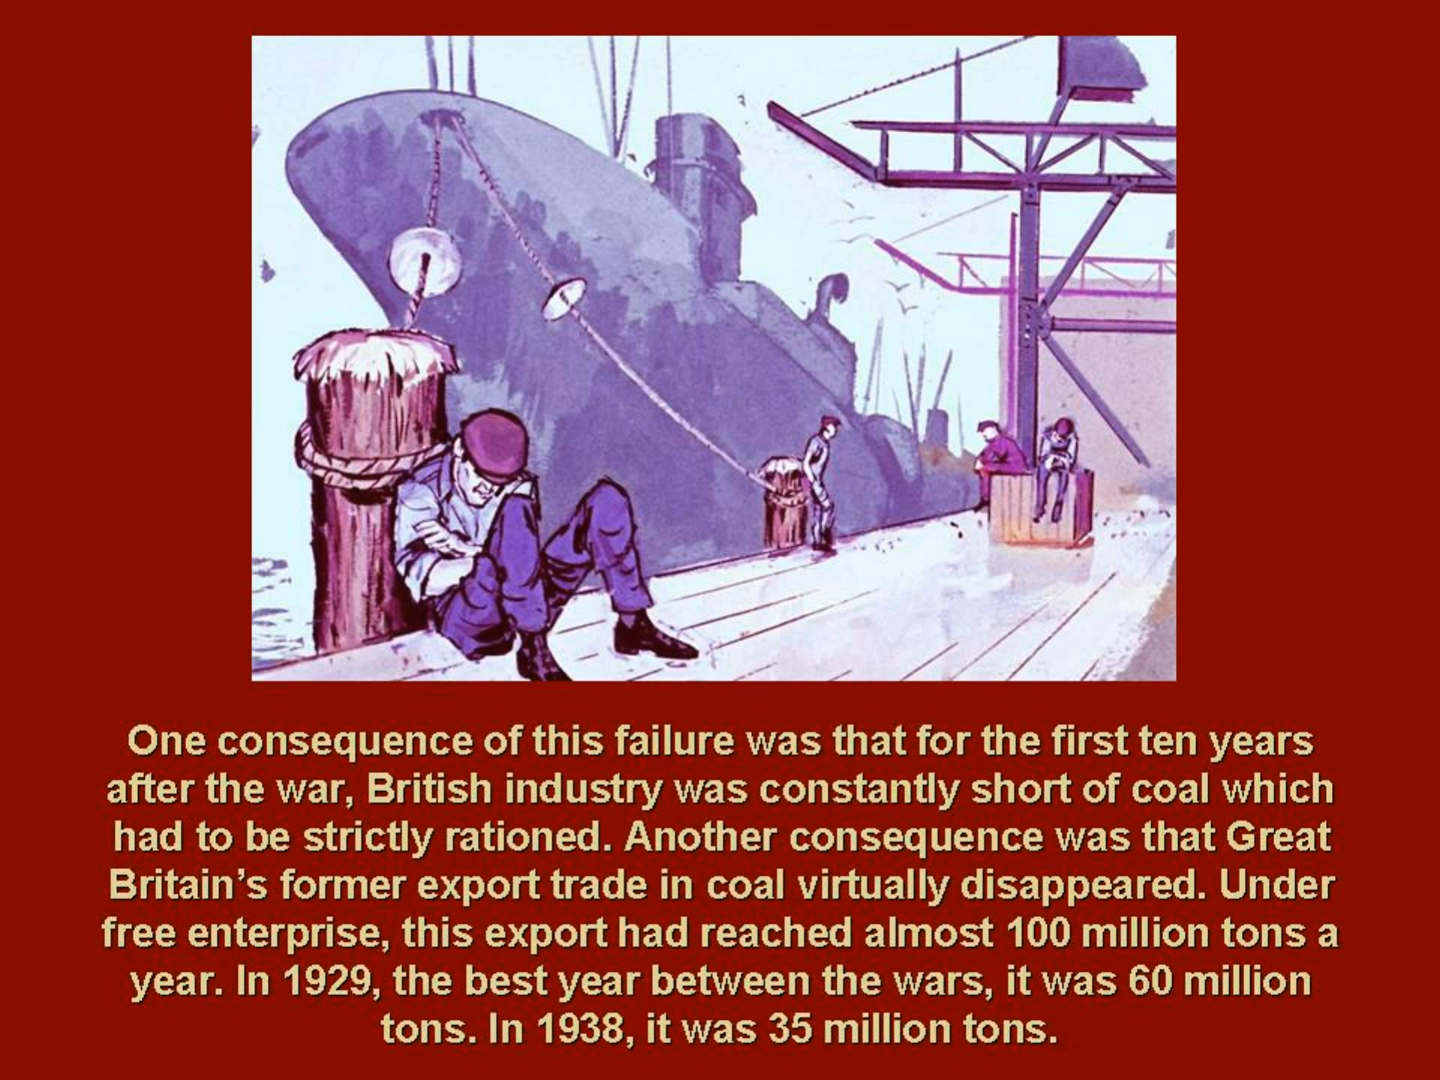 One consequence of this failure was that for the first ten years
after the war, British industry was constantly short of coal which
had to be strictly rationed. Another consequence was that Great
Britain’s former export trade in coal virtually disappeared. Under
free enterprise, this export had reached almost 100 million tons a
year. In 1929, the best year between the wars, it was 60 million
tons. In 1938, it was 35 million tons.